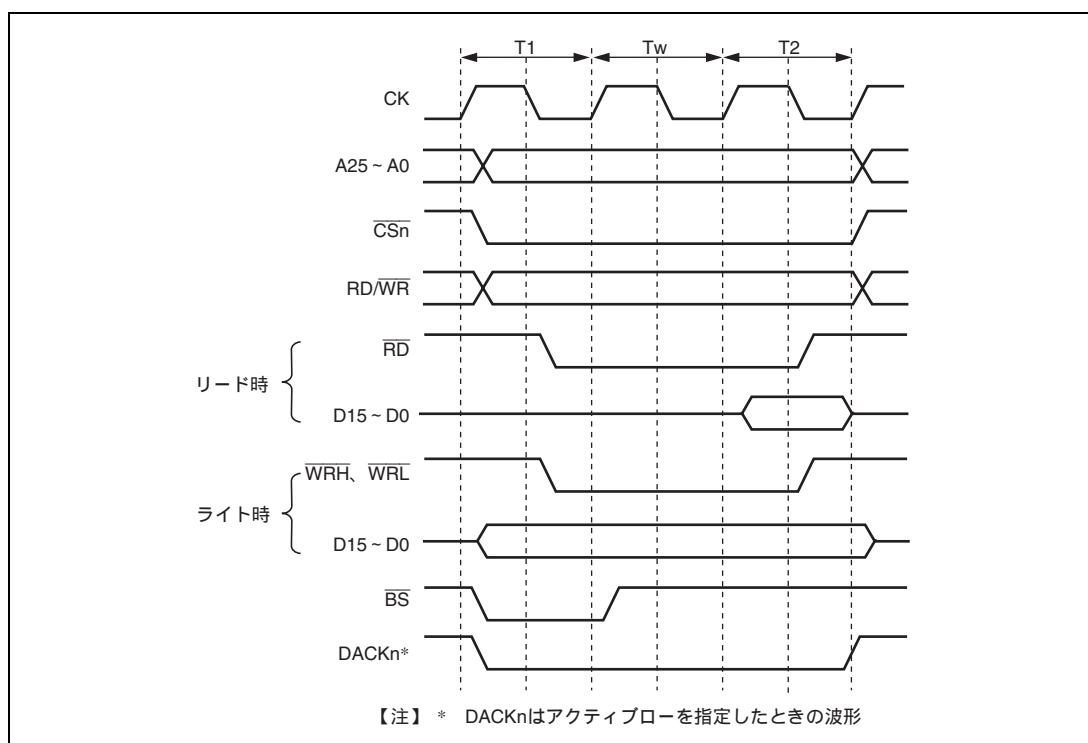 T1 Tw T2
CK
A25 ~ A0
CSn
RD/WR
RD
リード時
D15 ~ D0
WRH、WRL
ライト時
D15 ~ D0
BS
DACKn*
【注】 * DACKnはアクティブローを指定したときの波形